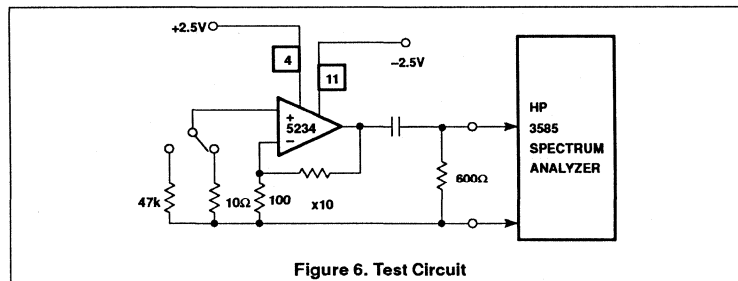 +2.5V
4
11
−2.5V
+
5234
−
47k
10Ω
100
x10
600Ω
HP
3585
SPECTRUM
ANALYZER
Figure 6. Test Circuit